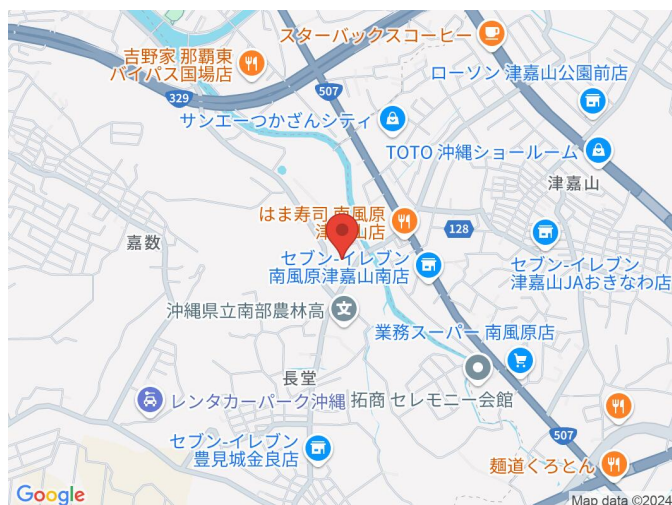 吉野家 那覇東
バイパス国場店
スターバックスコーヒー
ローソン 津嘉山公園前店
329
507
サンエーつかざんシティ
TOTO 沖縄ショールーム
津嘉山
はま寿司 南風原
津嘉山店
128
嘉数
セブン-イレブン
南風原津嘉山南店
セブン-イレブン
津嘉山JAおきなわ店
沖縄県立南部農林高
文
業務スーパー 南風原店
長堂
レンタカーパーク沖縄
拓商 セレモニー会館
セブン-イレブン
豊見城金良店
507
麺道くろとん
Google
Map data ©2024